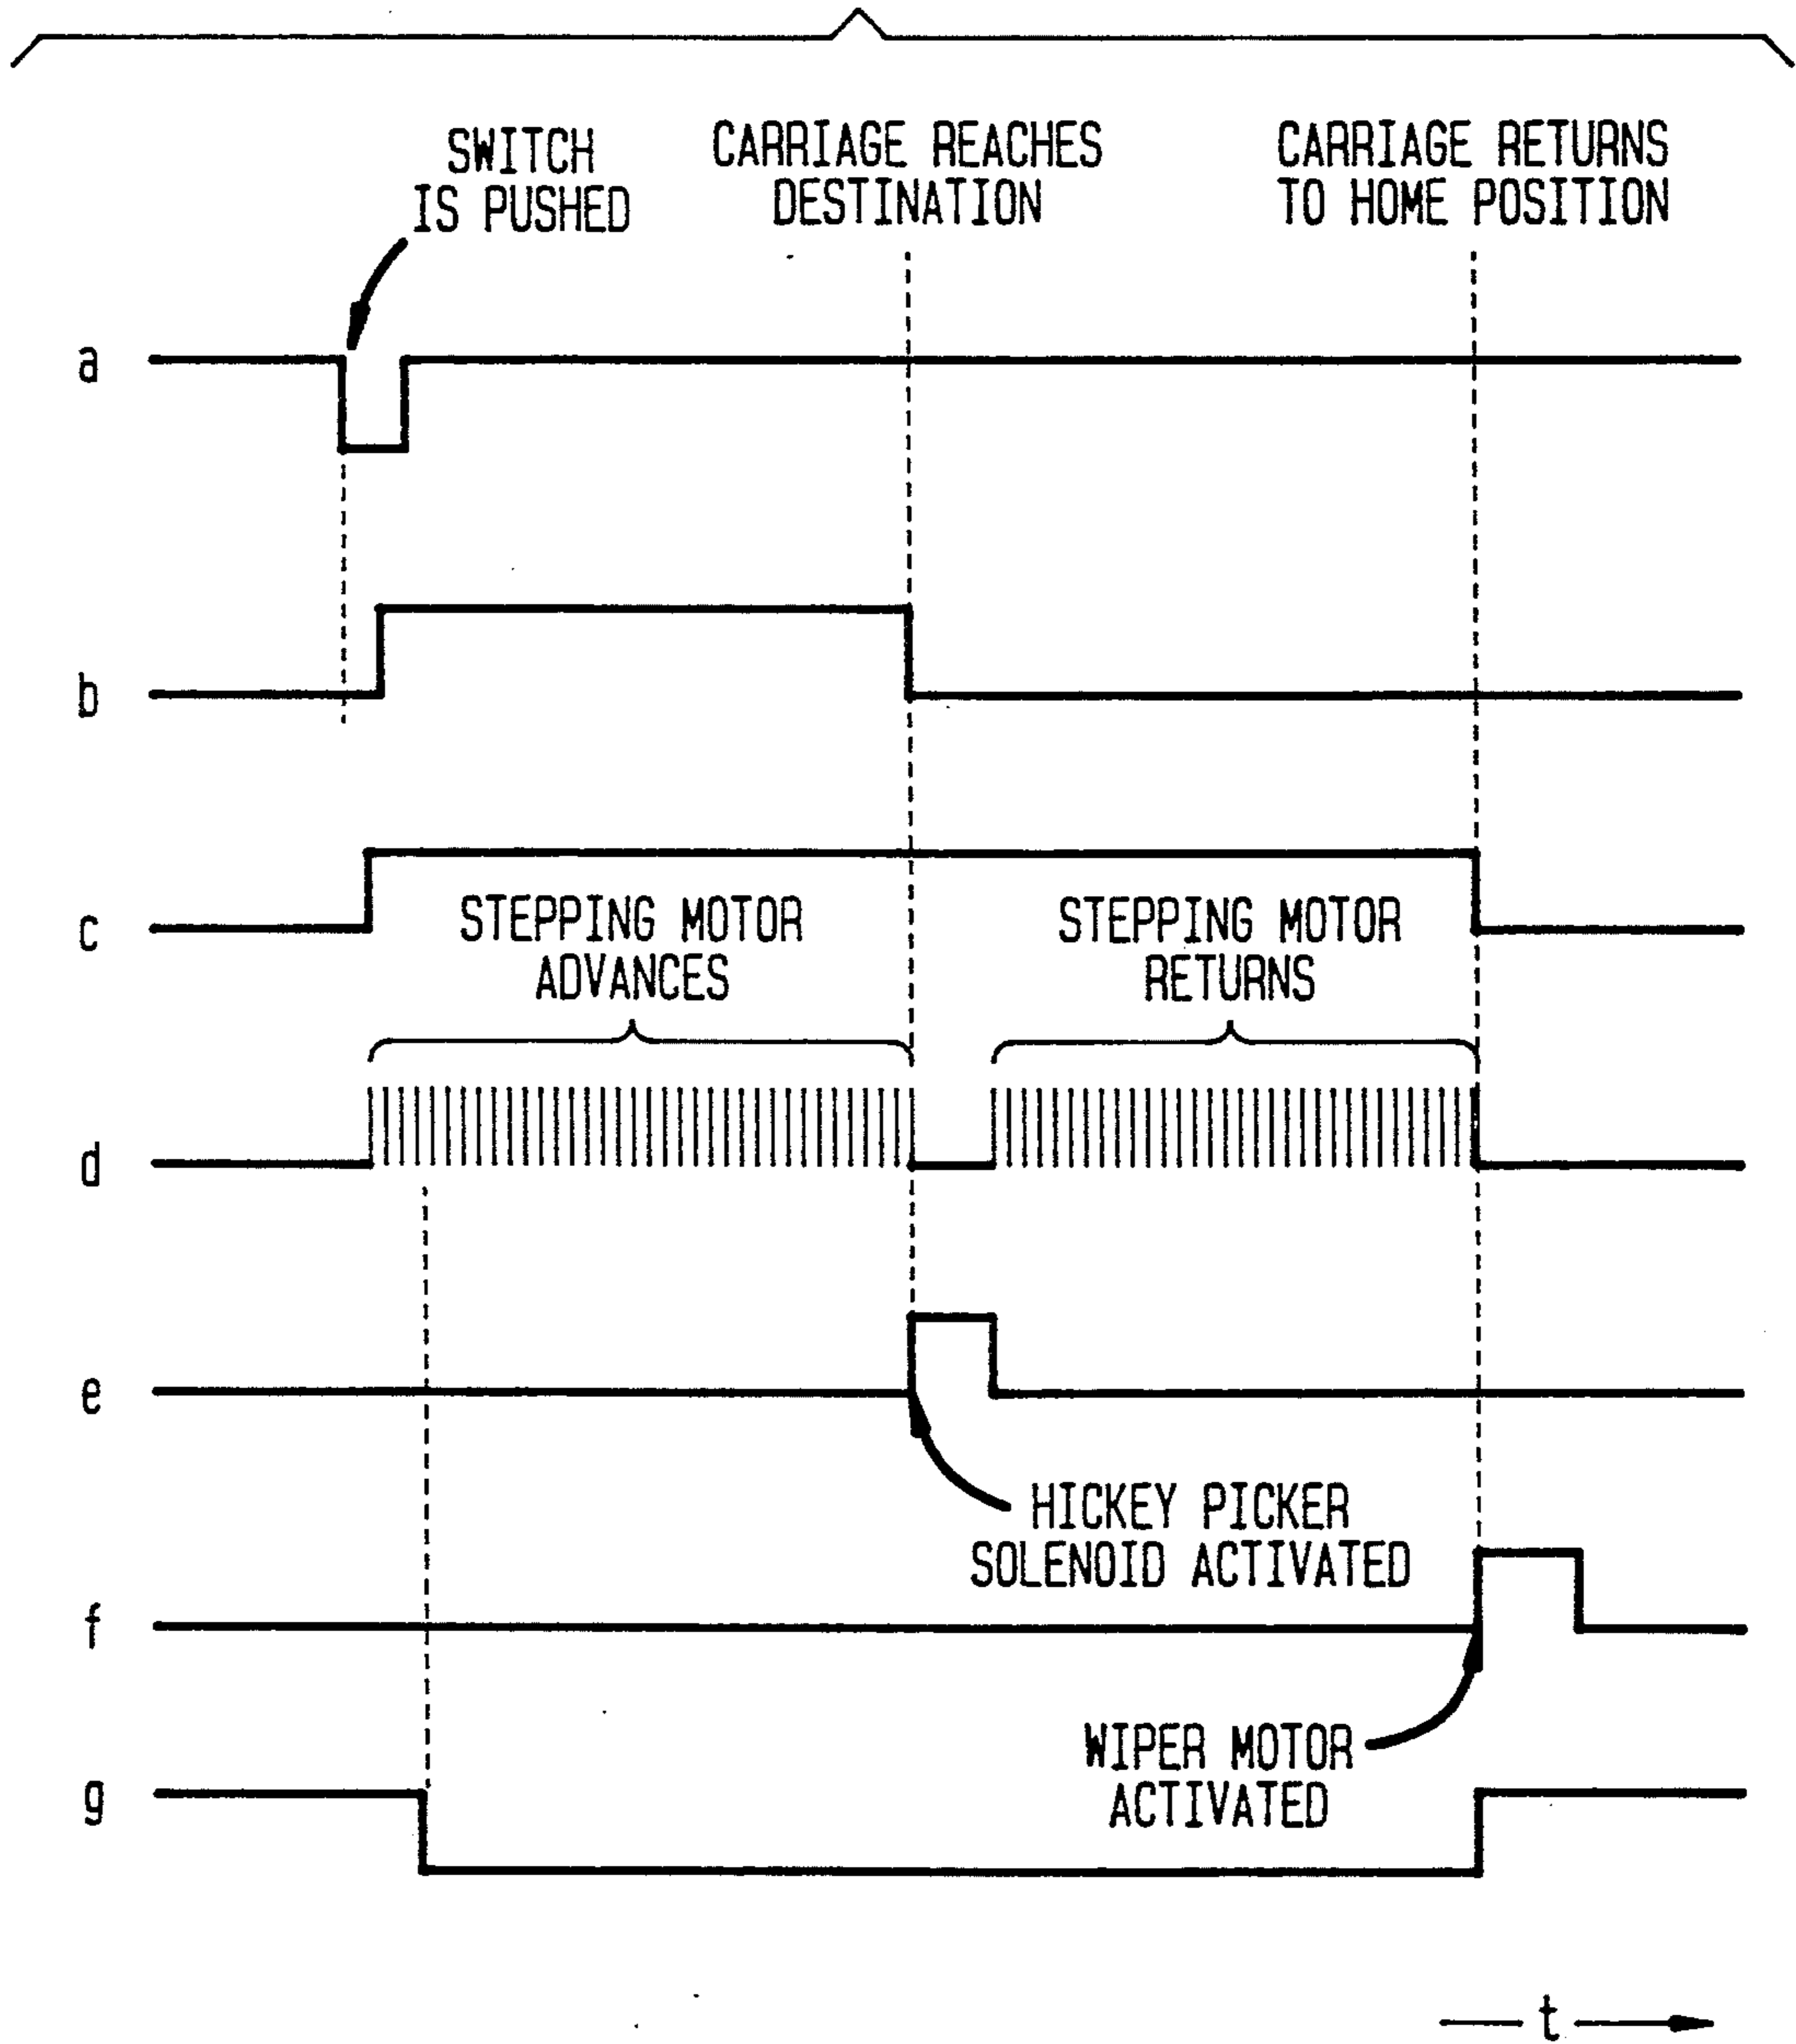 SWITCH
IS PUSHED
CARRIAGE REACHES
DESTINATION
CARRIAGE RETURNS
TO HOME POSITION
a
b
c
STEPPING MOTOR
ADVANCES
STEPPING MOTOR
RETURNS
d
e
HICKEY PICKER
SOLENOID ACTIVATED
f
WIPER MOTOR
ACTIVATED
g
t